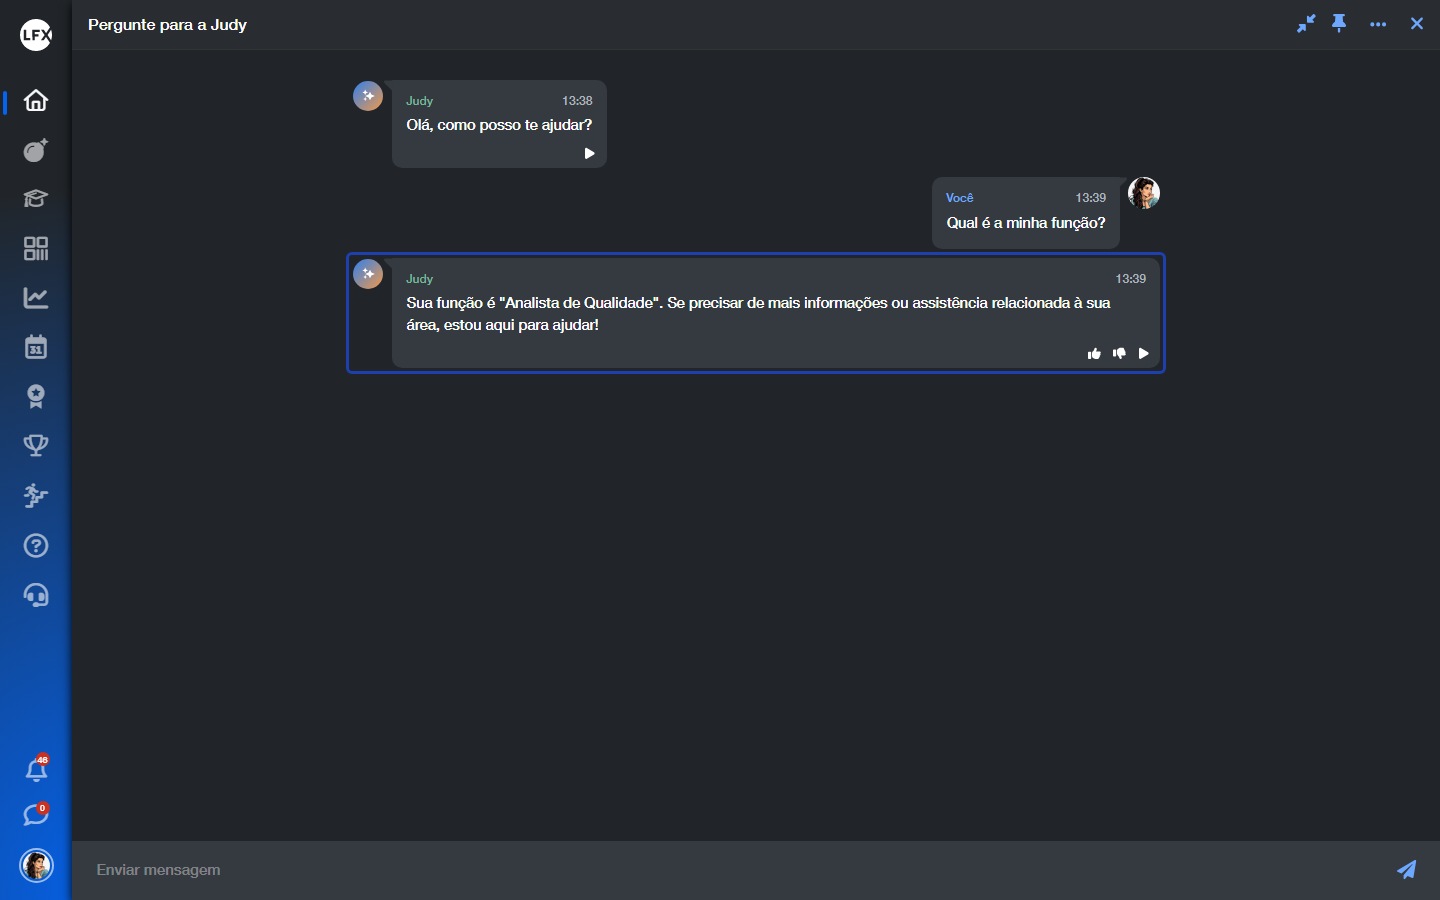 LFX
Pergunte para a Judy
Judy 13:38
Olá, como posso te ajudar?
Você 13:39
Qual é a minha função?
Judy 13:39
Sua função é "Analista de Qualidade". Se precisar de mais informações ou assistência relacionada à sua
área, estou aqui para ajudar!
31
46
0
Enviar mensagem